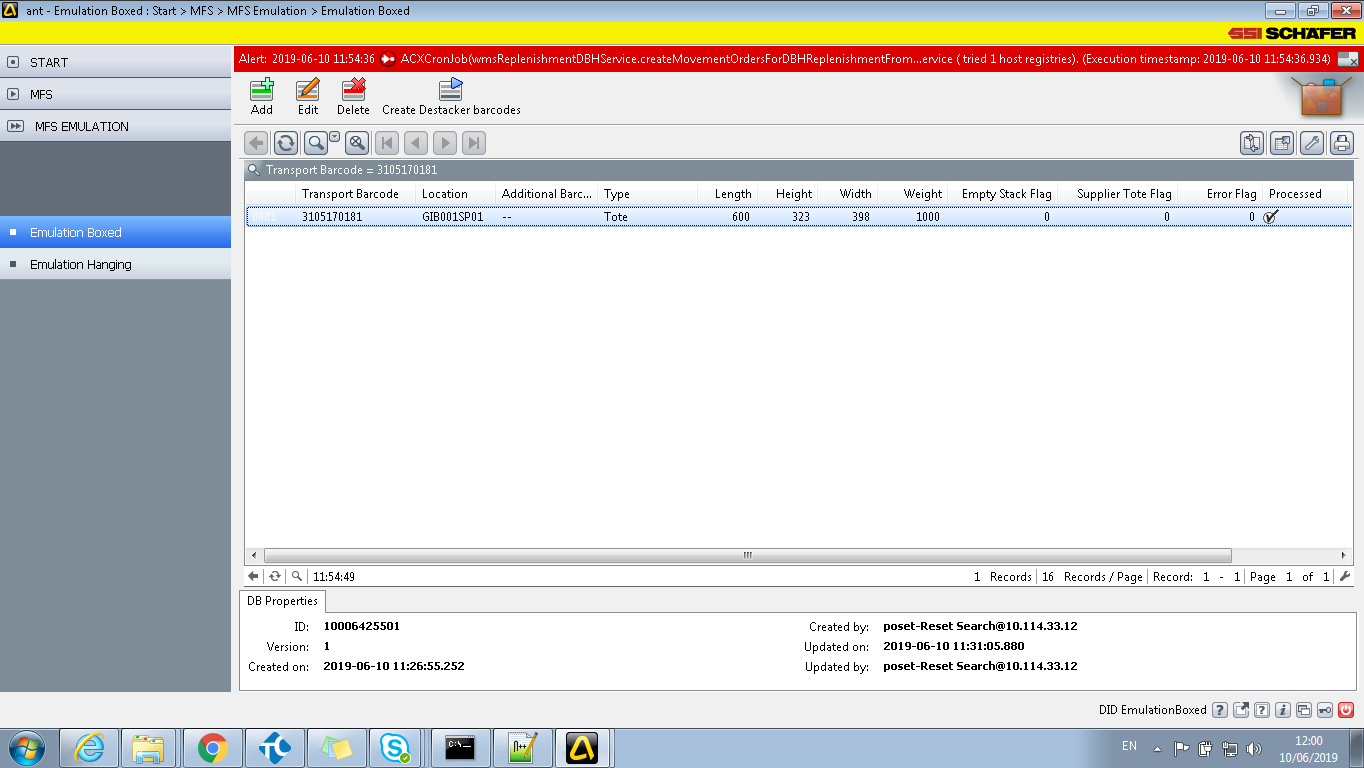 ant - Emulation Boxed : Start > MFS > MFS Emulation > Emulation Boxed
SSI SCHÄFER
START
MFS
MFS EMULATION
Emulation Boxed
Emulation Hanging
Alert: 2019-06-10 11:54:36 ACXCronJob(wmsReplenishmentDBHService.createMovementOrdersForDBHReplenishmentFrom...ervice ( tried 1 host registries). (Execution timestamp: 2019-06-10 11:54:36.934)
Add Edit Delete Create Destacker barcodes
Transport Barcode = 3105170181
Transport Barcode Location Additional Barc... Type Length Height Width Weight Empty Stack Flag Supplier Tote Flag Error Flag Processed
0001 3105170181 GIB001SP01 -- Tote 600 323 398 1000 0 0 0
11:54:49 1 Records 16 Records / Page Record: 1 - 1 Page 1 of 1
DB Properties
ID: 10006425501 Created by: poset-Reset Search@10.114.33.12
Version: 1 Updated on: 2019-06-10 11:31:05.880
Created on: 2019-06-10 11:26:55.252 Updated by: poset-Reset Search@10.114.33.12
DID EmulationBoxed
EN 12:00
10/06/2019